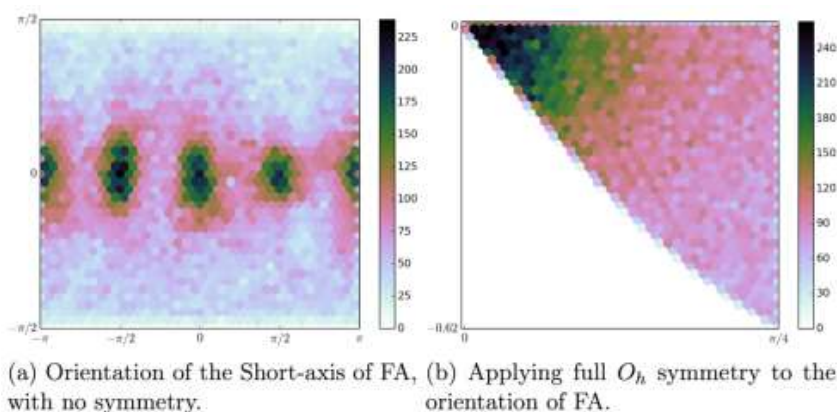 π/2
0
−π/2
−π
−π/2
0
π/2
π
225
200
175
150
125
100
75
50
25
0
0
−0.62
0
π/4
240
210
180
150
120
90
60
30
0
(a) Orientation of the Short-axis of FA,
with no symmetry.
(b) Applying full Oₕ symmetry to the
orientation of FA.